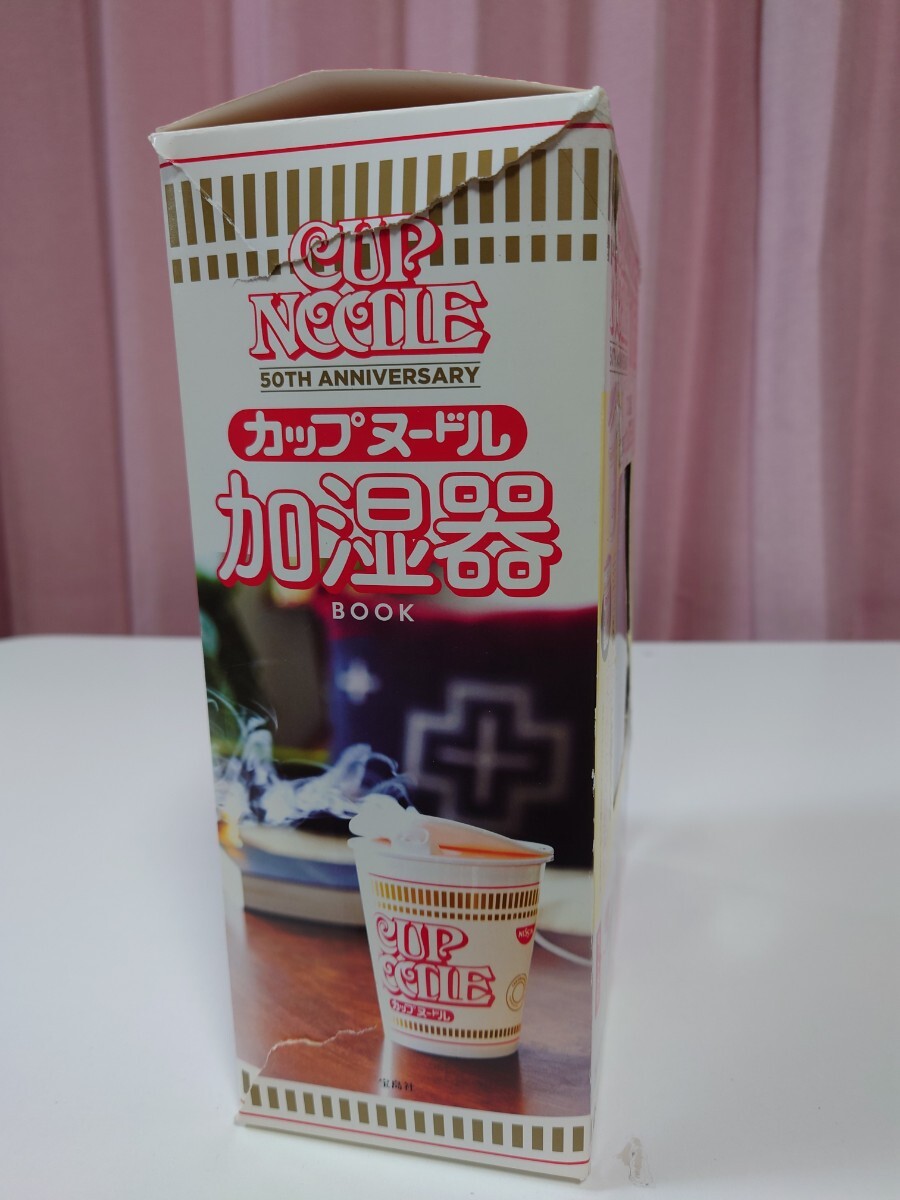 CUP
NOODLE
50TH ANNIVERSARY
カップヌードル
加湿器
BOOK
CUP
NOODLE
カップヌードル
宝島社